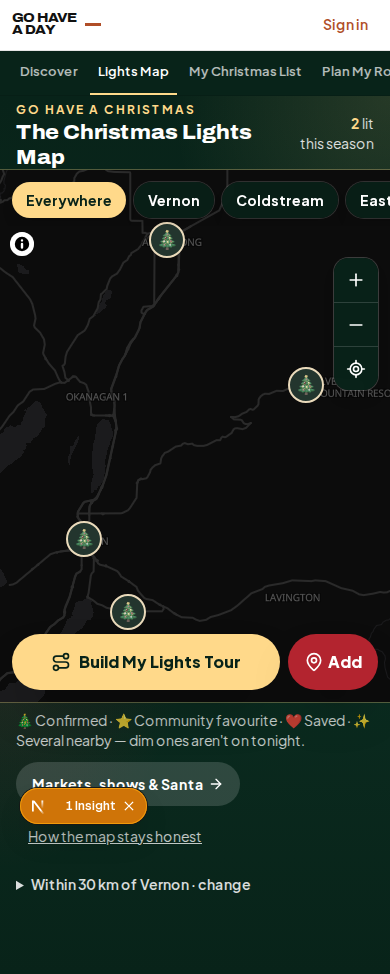 GO HAVE
A DAY
Sign in
Discover
Lights Map
My Christmas List
Plan My Ro
GO HAVE A CHRISTMAS
The Christmas Lights
Map
2 lit
this season
Everywhere
Vernon
Coldstream
East
OKANAGAN 1
OUNTAIN RESO
LAVINGTON
Build My Lights Tour
Add
🎄 Confirmed · ⭐ Community favourite · ❤️ Saved · ✨
Several nearby — dim ones aren't on tonight.
Markets, shows & Santa →
1 Insight
How the map stays honest
Within 30 km of Vernon · change